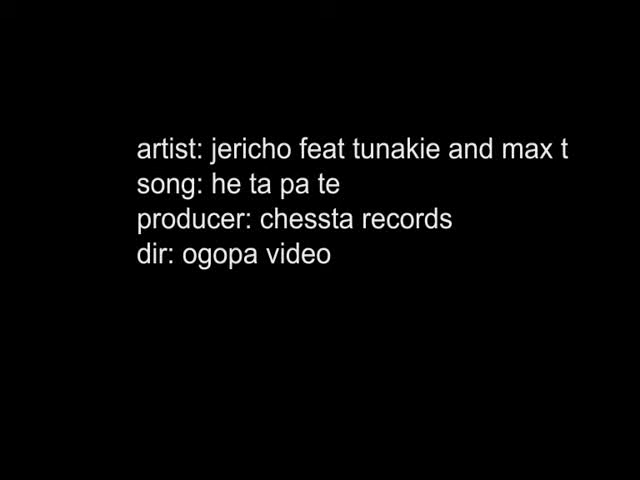 artist: jericho feat tunakie and max t
song: he ta pa te
producer: chessta records
dir: ogopa video